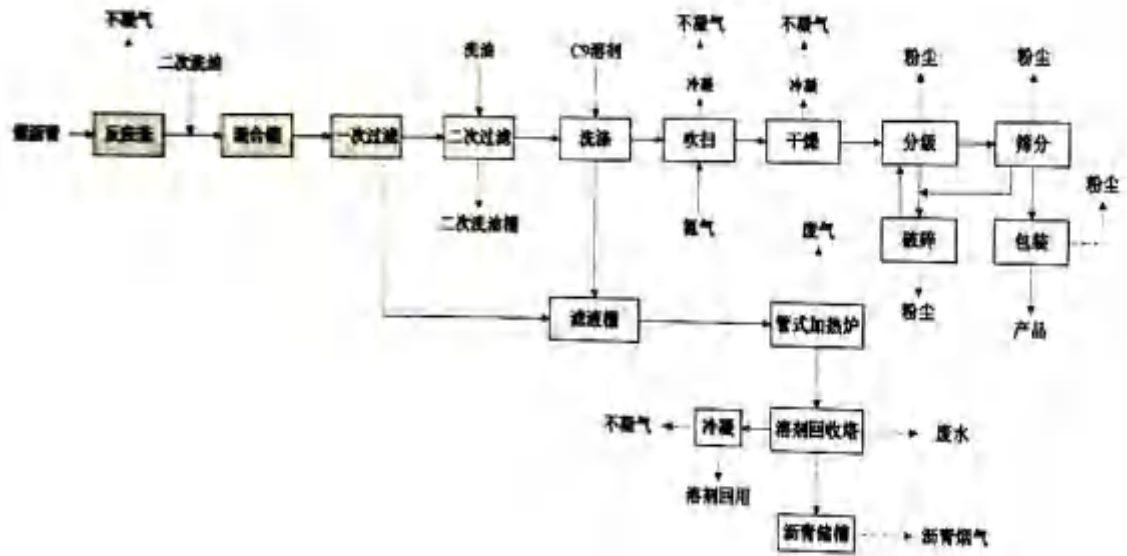 不凝气
二次洗油
洗油
C9溶剂
不凝气
不凝气
粉尘
粉尘
冷凝
冷凝
煤沥青
反应釜
混合槽
一次过滤
二次过滤
洗涤
吹扫
干燥
分级
筛分
粉尘
二次洗油槽
氮气
废气
破碎
包装
滤液槽
管式加热炉
粉尘
产品
不凝气
冷凝
溶剂回收塔
废水
溶剂回用
沥青储槽
沥青烟气